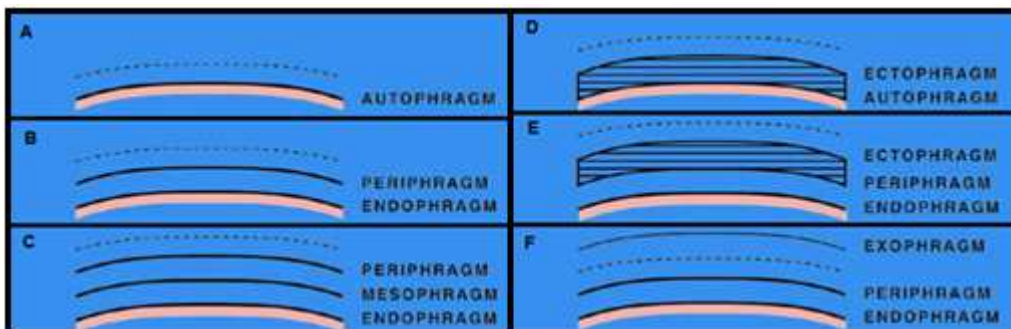 A
AUTOPHRAGM
B
PERIPHRAGM
ENDOPHRAGM
C
PERIPHRAGM
MESOPHRAGM
ENDOPHRAGM
D
ECTOPHRAGM
AUTOPHRAGM
E
ECTOPHRAGM
PERIPHRAGM
ENDOPHRAGM
F
EXOPHRAGM
PERIPHRAGM
ENDOPHRAGM